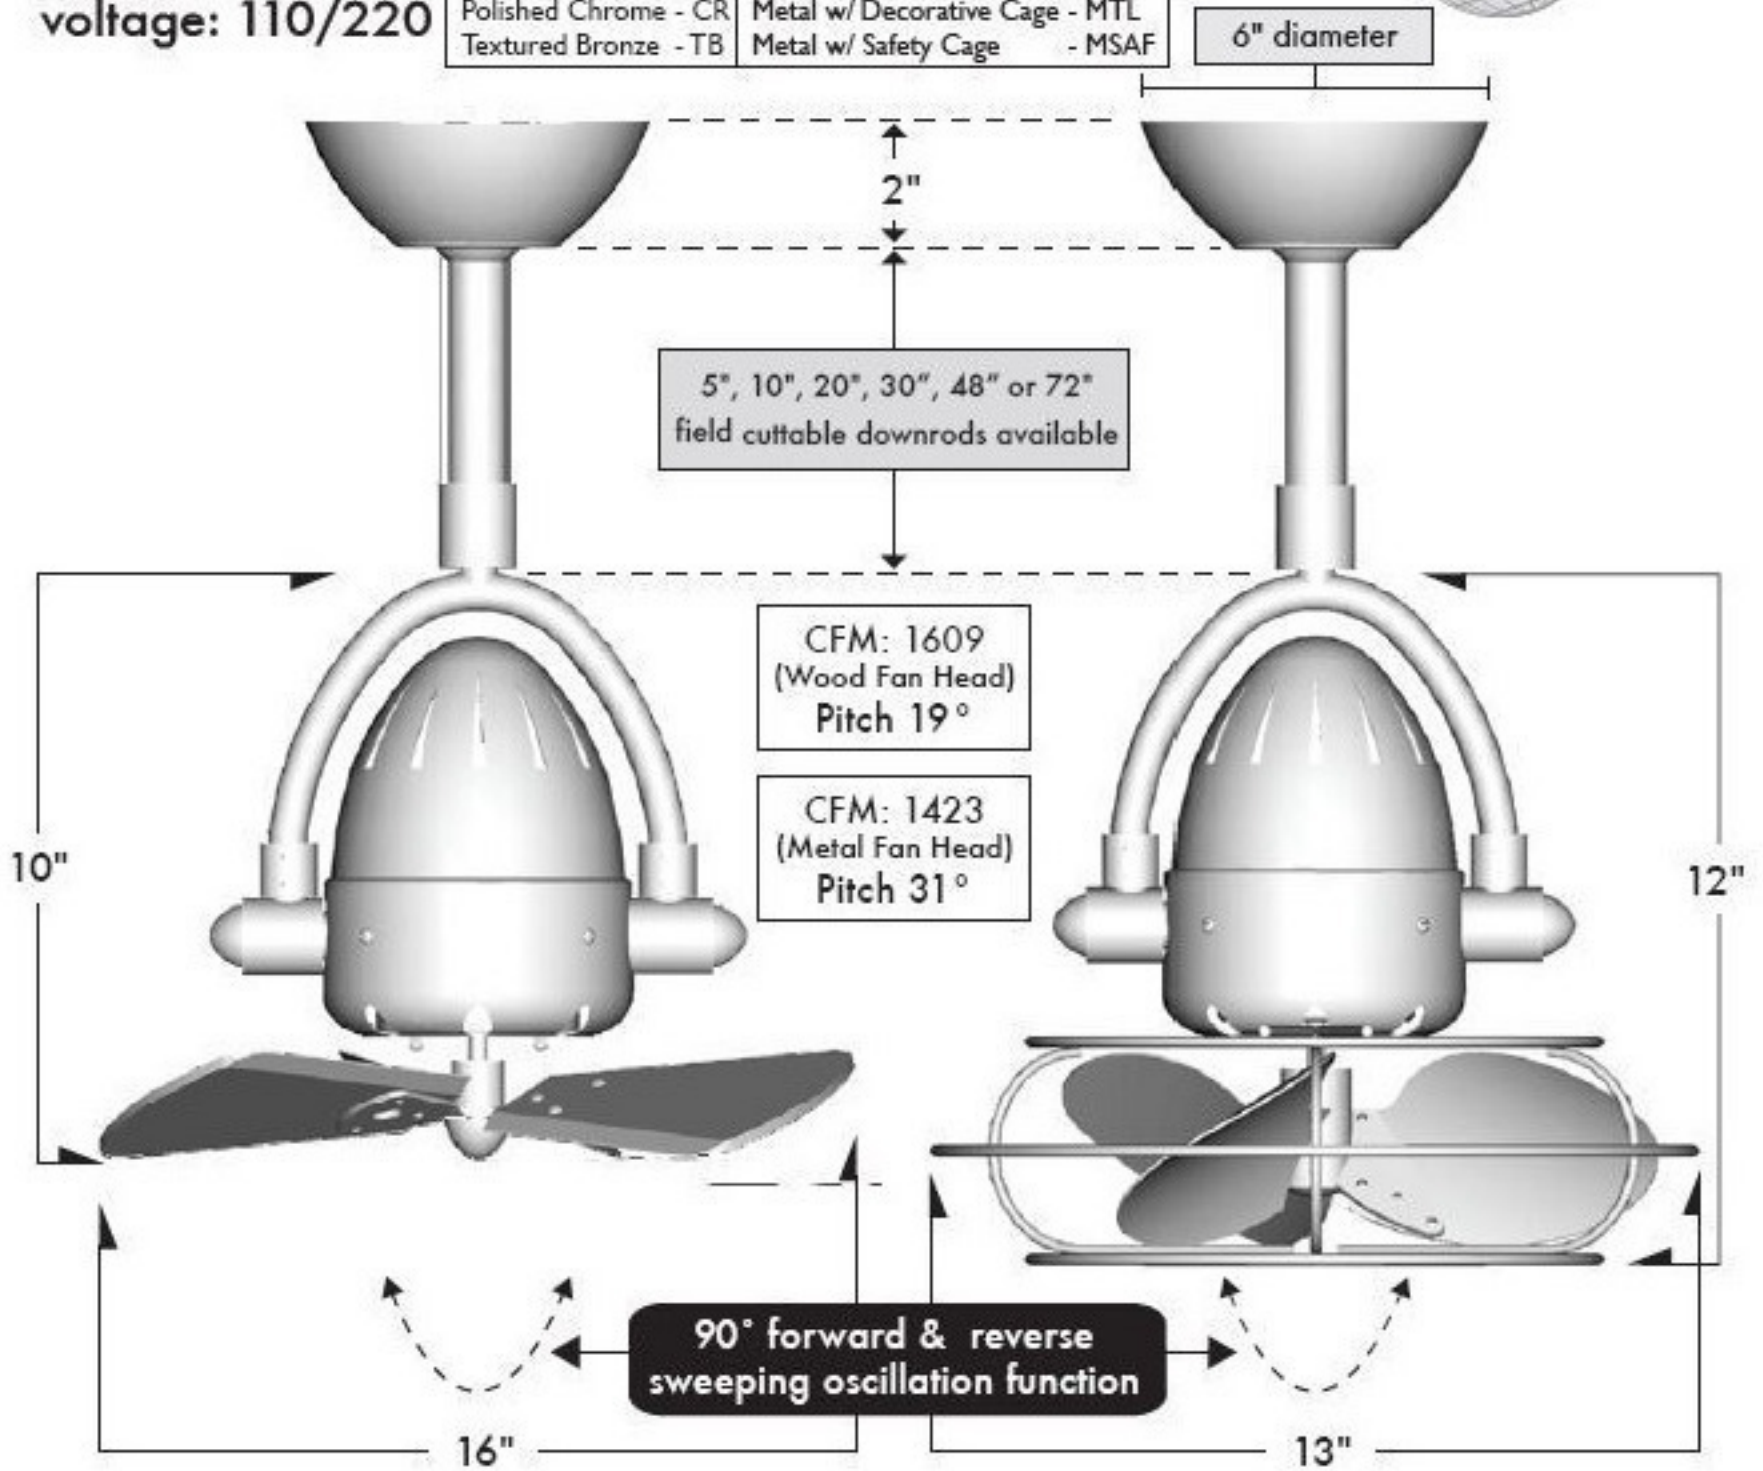 voltage: 110/220
Polished Chrome - CR
Textured Bronze - TB
Metal w/ Decorative Cage - MTL
Metal w/ Safety Cage - MSAF
6" diameter
2"
5", 10", 20", 30", 48" or 72"
field cuttable downrods available
CFM: 1609
(Wood Fan Head)
Pitch 19°
CFM: 1423
(Metal Fan Head)
Pitch 31°
10"
12"
90° forward & reverse
sweeping oscillation function
16"
13"